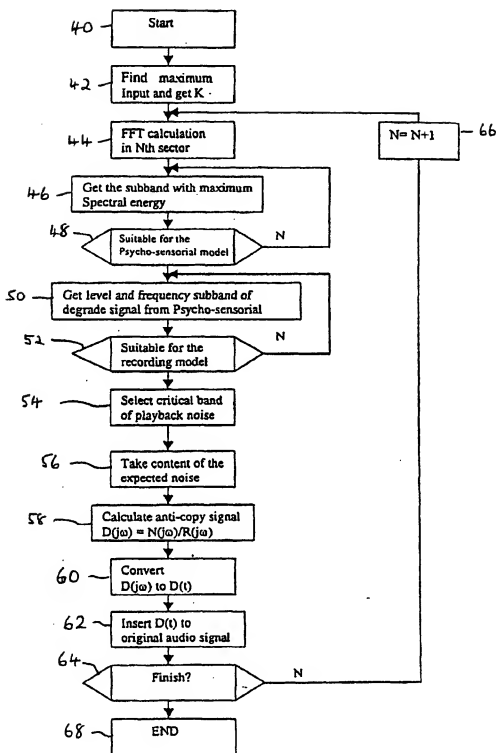 40
Start
42
Find maximum
Input and get K
44
FFT calculation
in Nth sector
N=N+1
66
46
Get the subband with maximum
Spectral energy
48
Suitable for the
Psycho-sensorial model
N
50
Get level and frequency subband of
degrade signal from Psycho-sensorial
52
Suitable for the
recording model
N
54
Select critical band
of playback noise
56
Take content of the
expected noise
58
Calculate anti-copy signal
D(jω) = N(jω)/R(jω)
60
Convert
D(jω) to D(t)
62
Insert D(t) to
original audio signal
64
Finish?
N
68
END